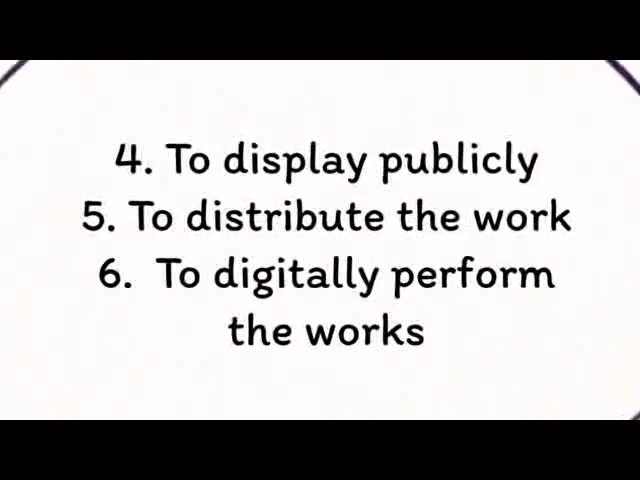 4. To display publicly
5. To distribute the work
6. To digitally perform
the works